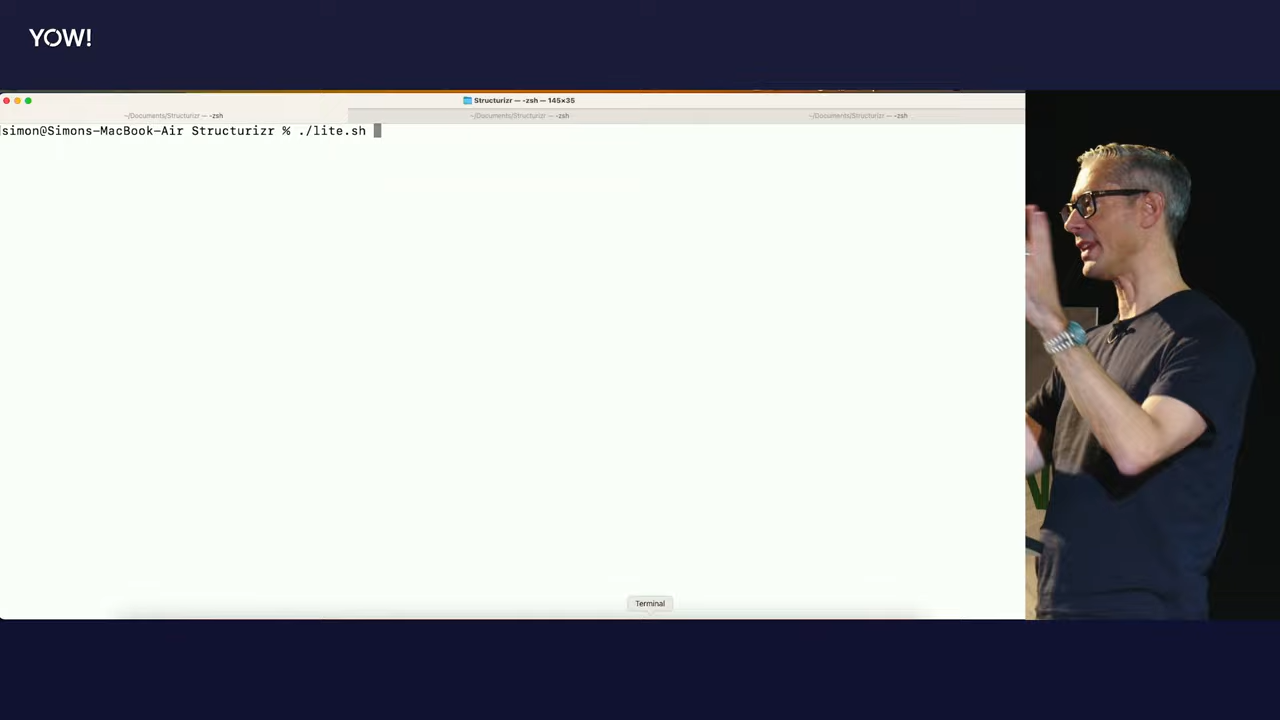 YOW!
Structurizr — -zsh — 145×35
~/Documents/Structurizr — -zsh
~/Documents/Structurizr — -zsh
~/Documents/Structurizr — -zsh
simon@Simons-MacBook-Air Structurizr % ./lite.sh
Terminal